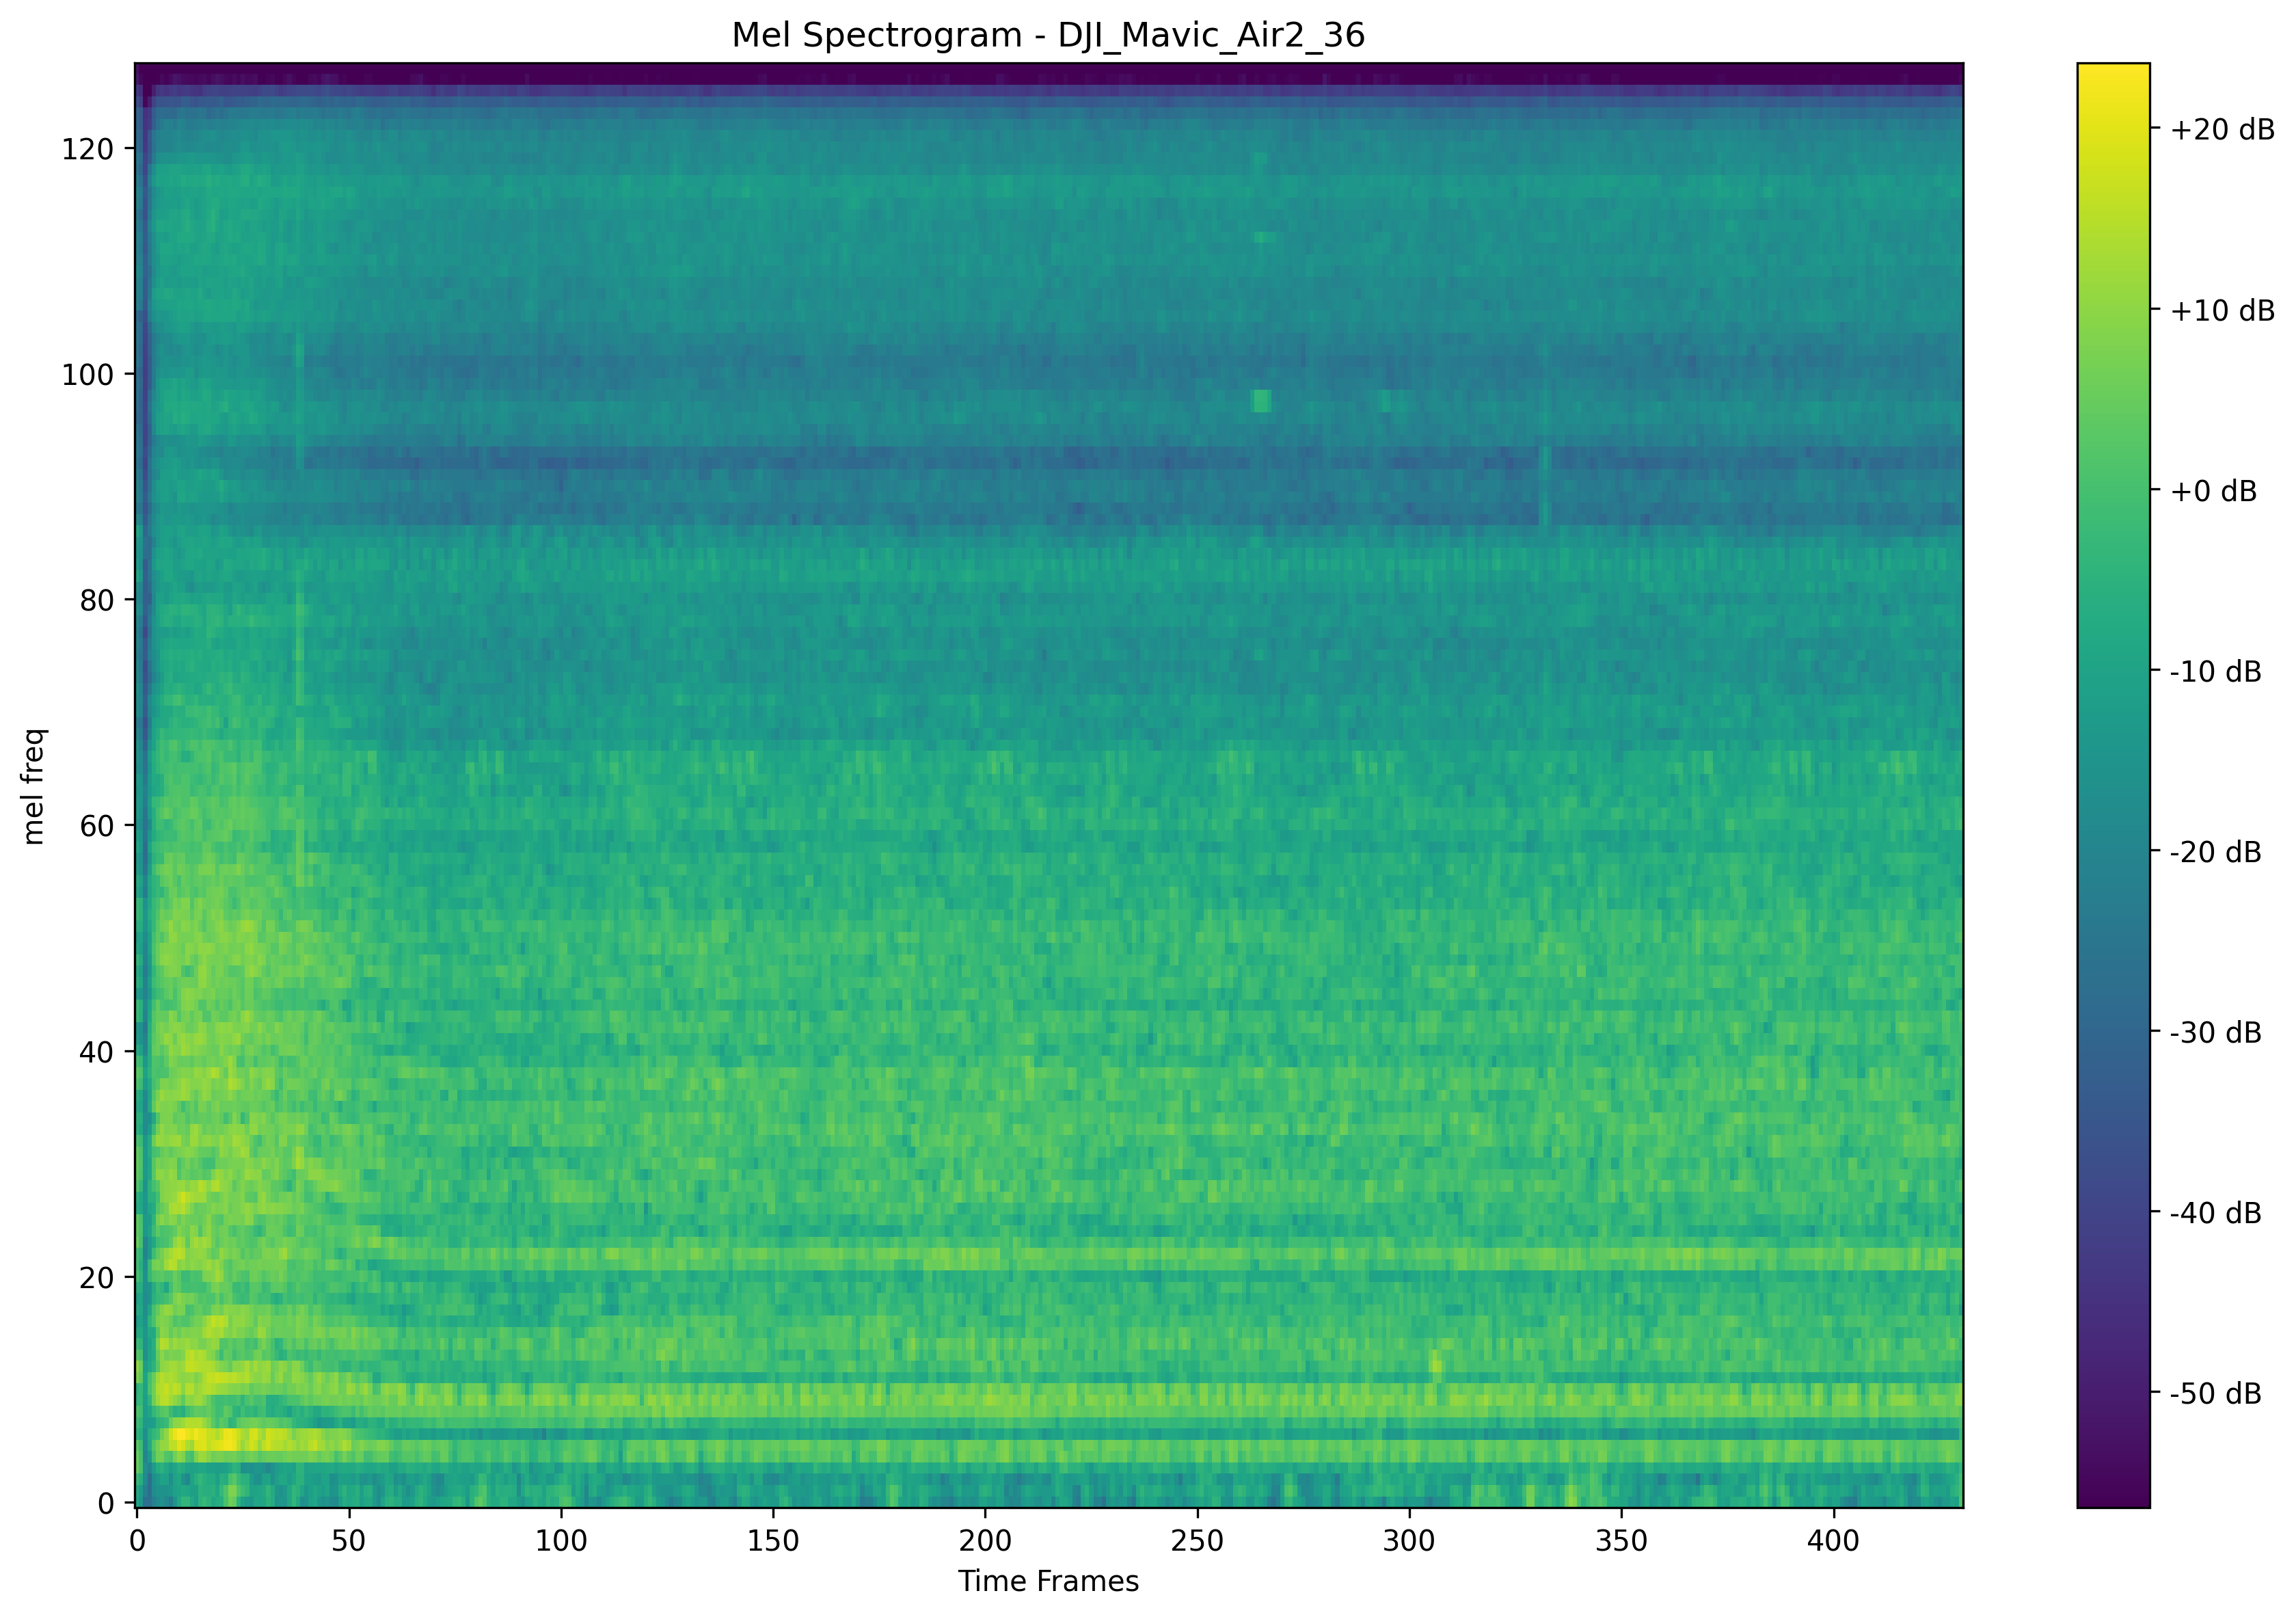 Mel Spectrogram - DJI_Mavic_Air2_36
mel freq
120
100
80
60
40
20
0
0 50 100 150 200 250 300 350 400
Time Frames
+20 dB
+10 dB
+0 dB
-10 dB
-20 dB
-30 dB
-40 dB
-50 dB